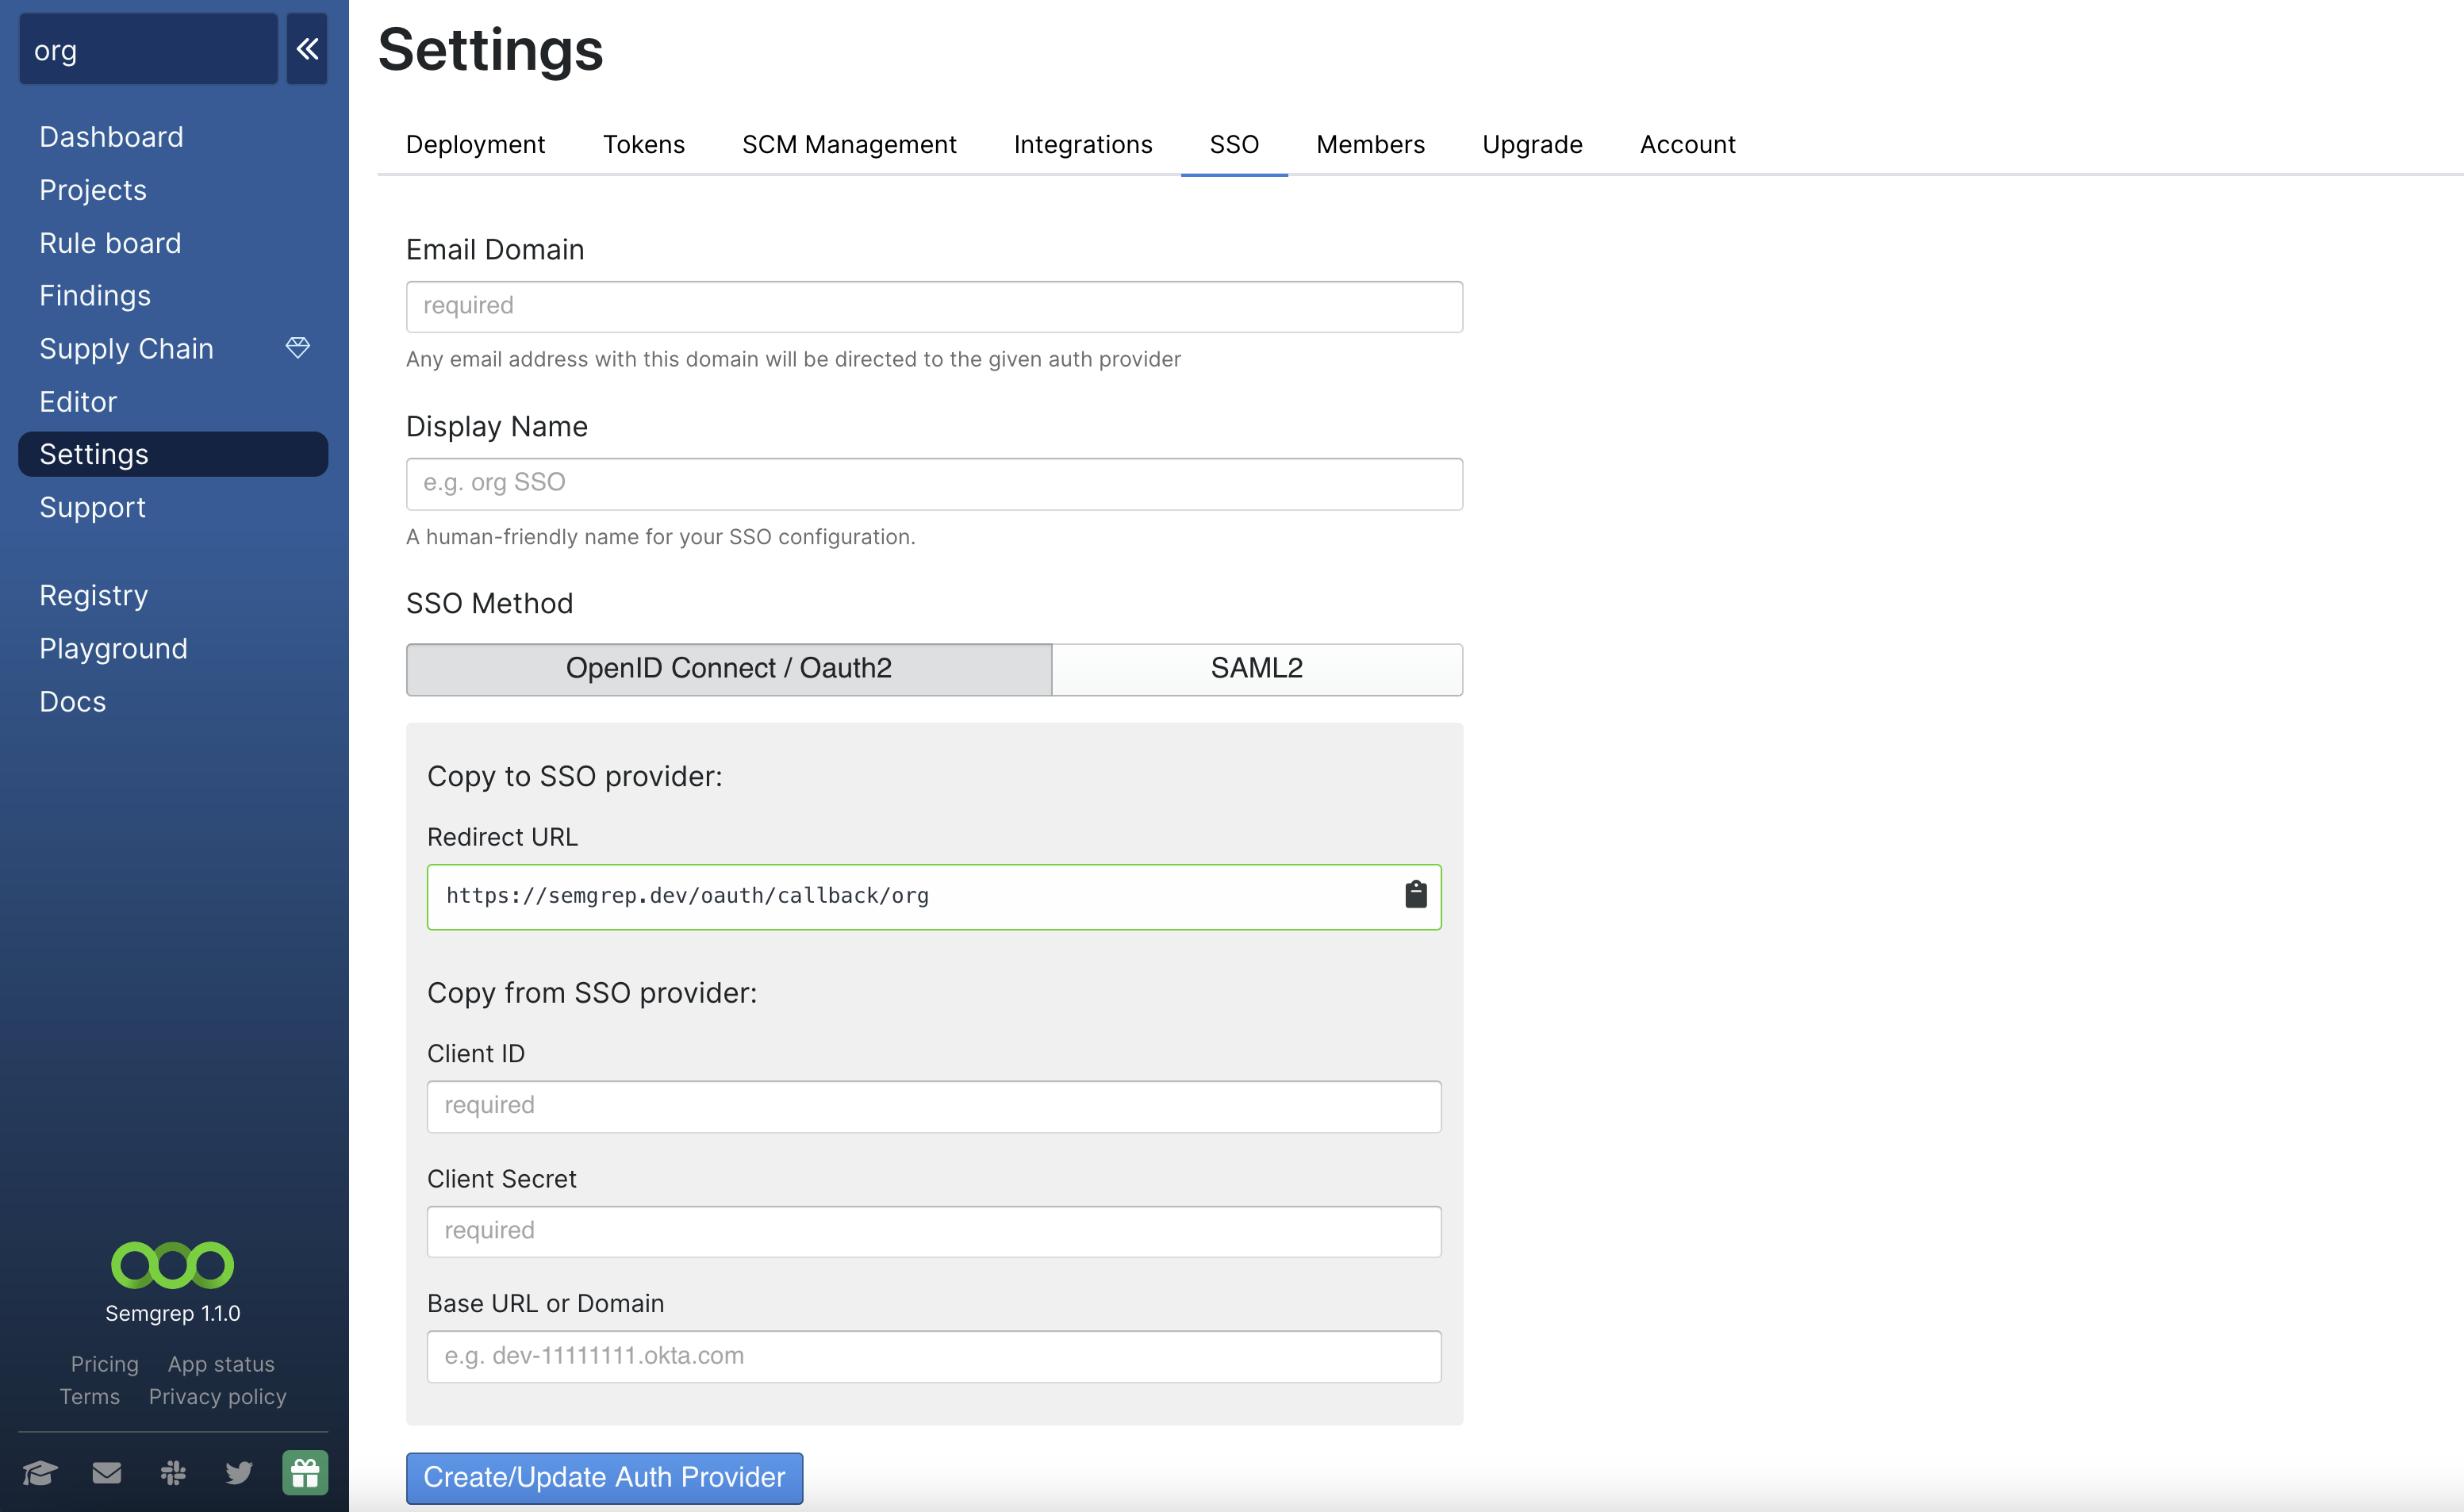 org
Dashboard
Projects
Rule board
Findings
Supply Chain
Editor
Settings
Support
Registry
Playground
Docs
Semgrep 1.1.0
Pricing App status
Terms Privacy policy
Settings
Deployment Tokens SCM Management Integrations SSO Members Upgrade Account
Email Domain
required
Any email address with this domain will be directed to the given auth provider
Display Name
e.g. org SSO
A human-friendly name for your SSO configuration.
SSO Method
OpenID Connect / Oauth2 SAML2
Copy to SSO provider:
Redirect URL
https://semgrep.dev/oauth/callback/org
Copy from SSO provider:
Client ID
required
Client Secret
required
Base URL or Domain
e.g. dev-11111111.okta.com
Create/Update Auth Provider